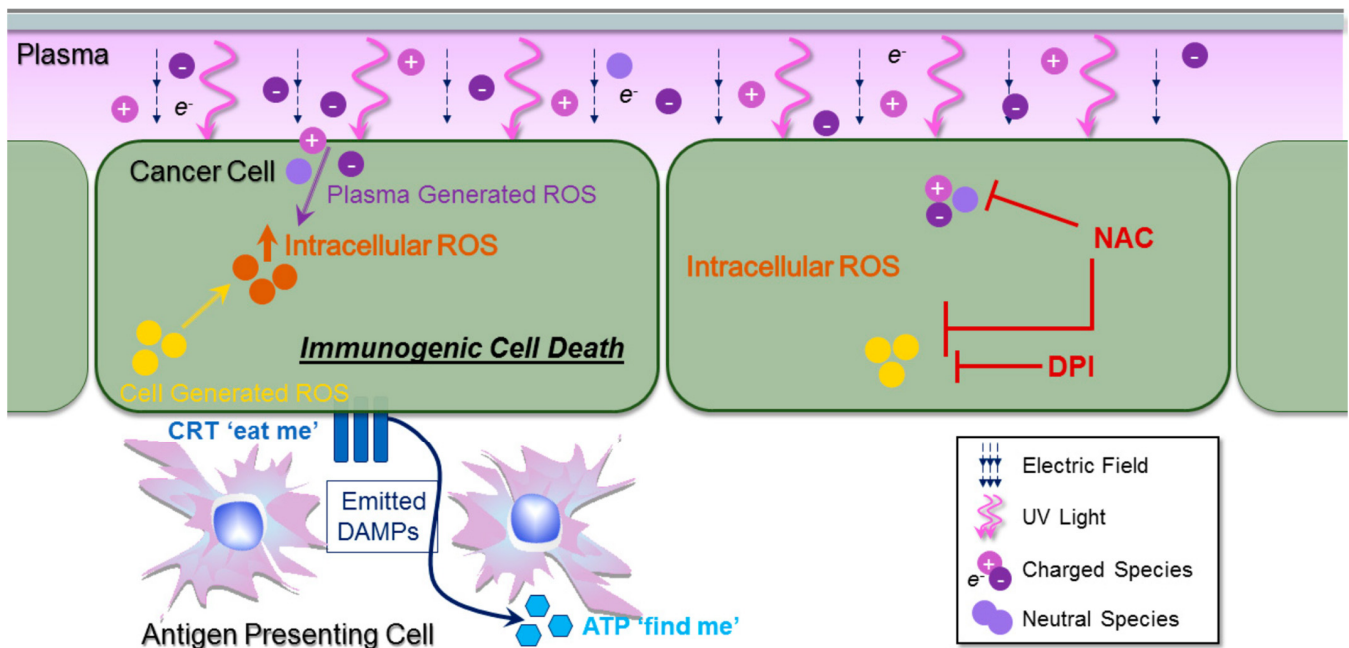 Plasma
-
+
-
-
-
e-
+
e-
-
-
+
e-
-
+
-
+
+
-
+
-
Cancer Cell
-
Plasma Generated ROS
Intracellular ROS
Immunogenic Cell Death
Cell Generated ROS
+
-
NAC
Intracellular ROS
DPI
CRT ‘eat me’
Emitted
DAMPs
Antigen Presenting Cell
ATP ‘find me’
Electric Field
UV Light
+
e-
-
Charged Species
Neutral Species